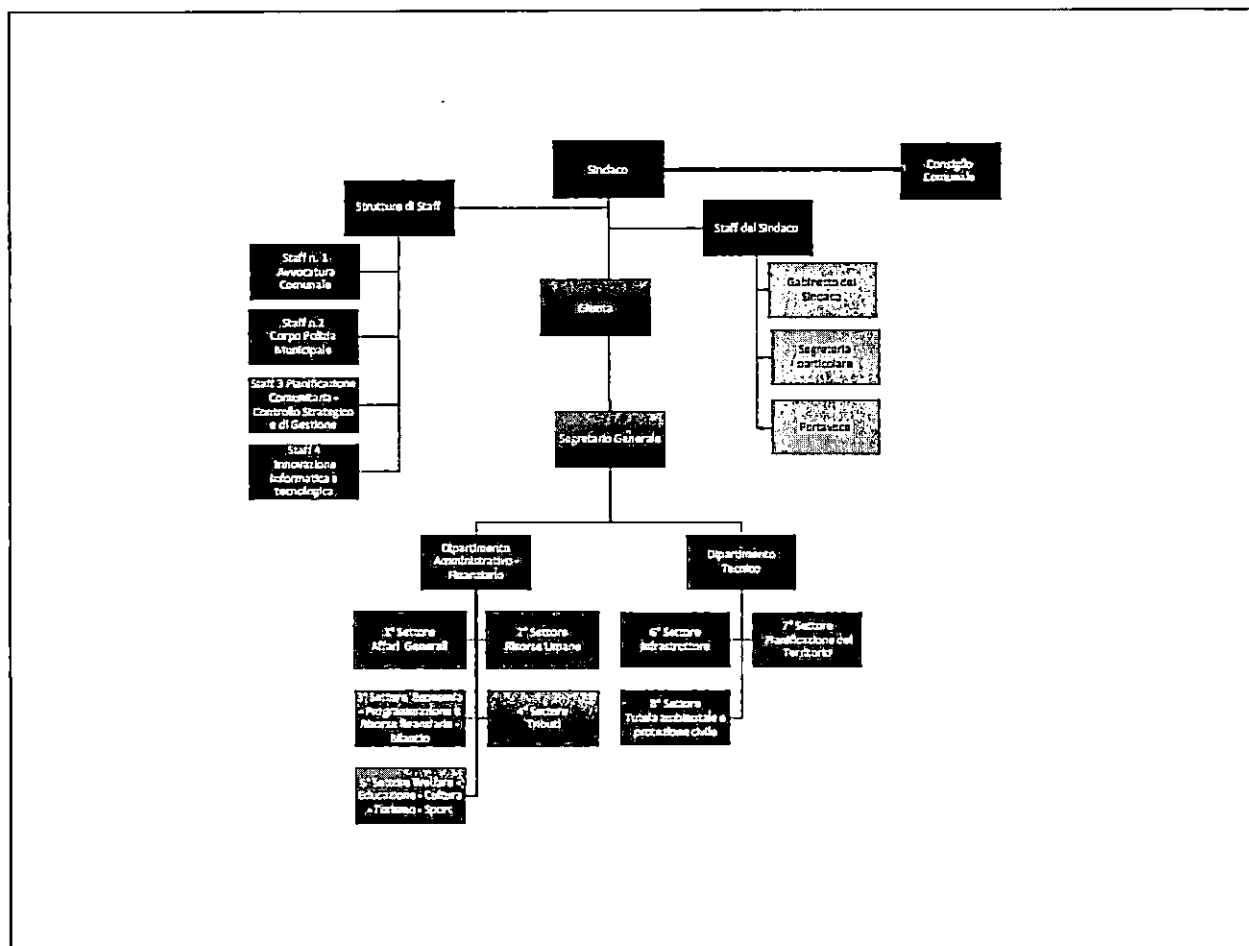 Sindaco
Consiglio
Comunale
Strutture di Staff
Staff del Sindaco
Staff n. 1
Avvocatura
Comunale
Gabinetto del
Sindaco
Giunta
Staff n.2
Corpo Polizia
Municipale
Segreteria
particolare
Staff 3 Pianificazione
Comunitaria -
Controllo Strategico
e di Gestione
Portavoce
Segretario Generale
Staff 4
Innovazione
Informatica e
Tecnologica
Dipartimento
Amministrativo -
Finanziario
Dipartimento
Tecnico
1° Settore
Affari Generali
2° Settore
Risorse Umane
6° Settore
Infrastrutture
7° Settore
Pianificazione del
Territorio
3° Settore Economia
- Programmazione e
Risorse finanziarie -
bilancio
4° Settore
Tributi
8° Settore
Tutela ambientale e
protezione civile
5° Settore Welfare -
Educazione - Cultura
- Turismo - Sport